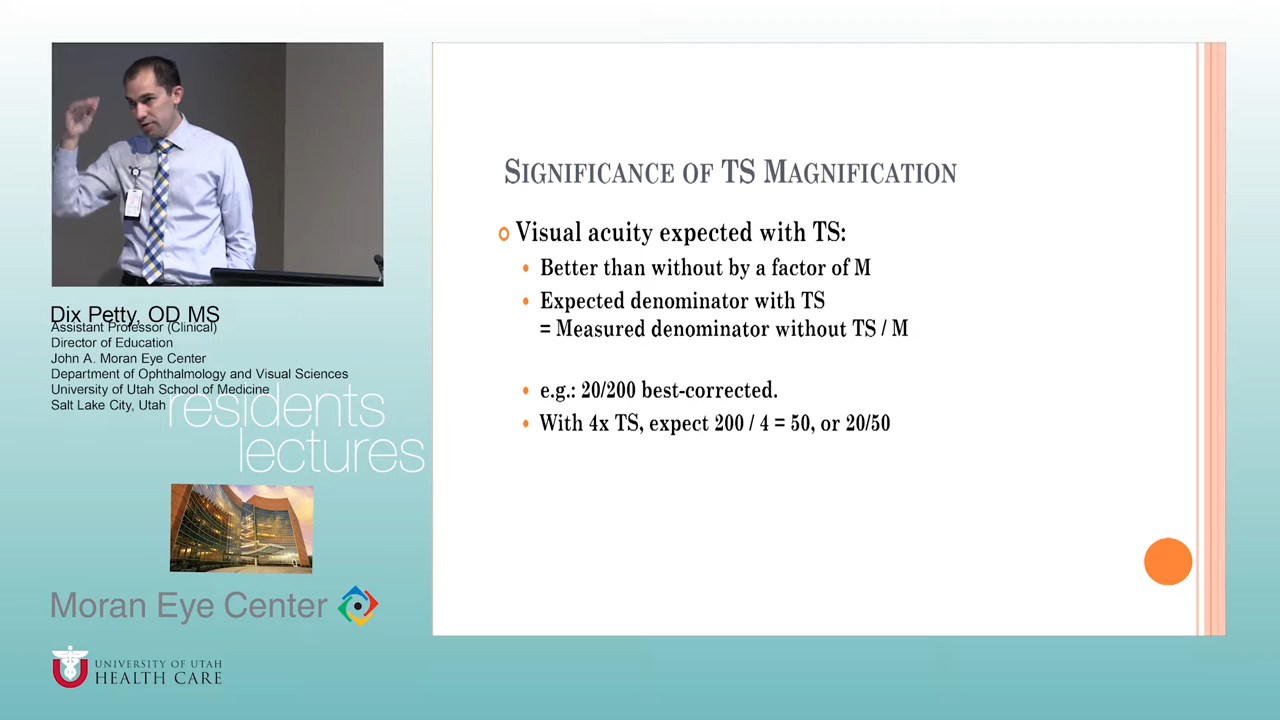 SIGNIFICANCE OF TS MAGNIFICATION
Visual acuity expected with TS:
Better than without by a factor of M
Expected denominator with TS
= Measured denominator without TS / M
e.g.: 20/200 best-corrected.
With 4x TS, expect 200 / 4 = 50, or 20/50
Dix Petty, OD MS
Assistant Professor (Clinical)
Director of Education
John A. Moran Eye Center
Department of Ophthalmology and Visual Sciences
University of Utah School of Medicine
Salt Lake City, Utah
residents
lectures
Moran Eye Center
UNIVERSITY OF UTAH
HEALTH CARE